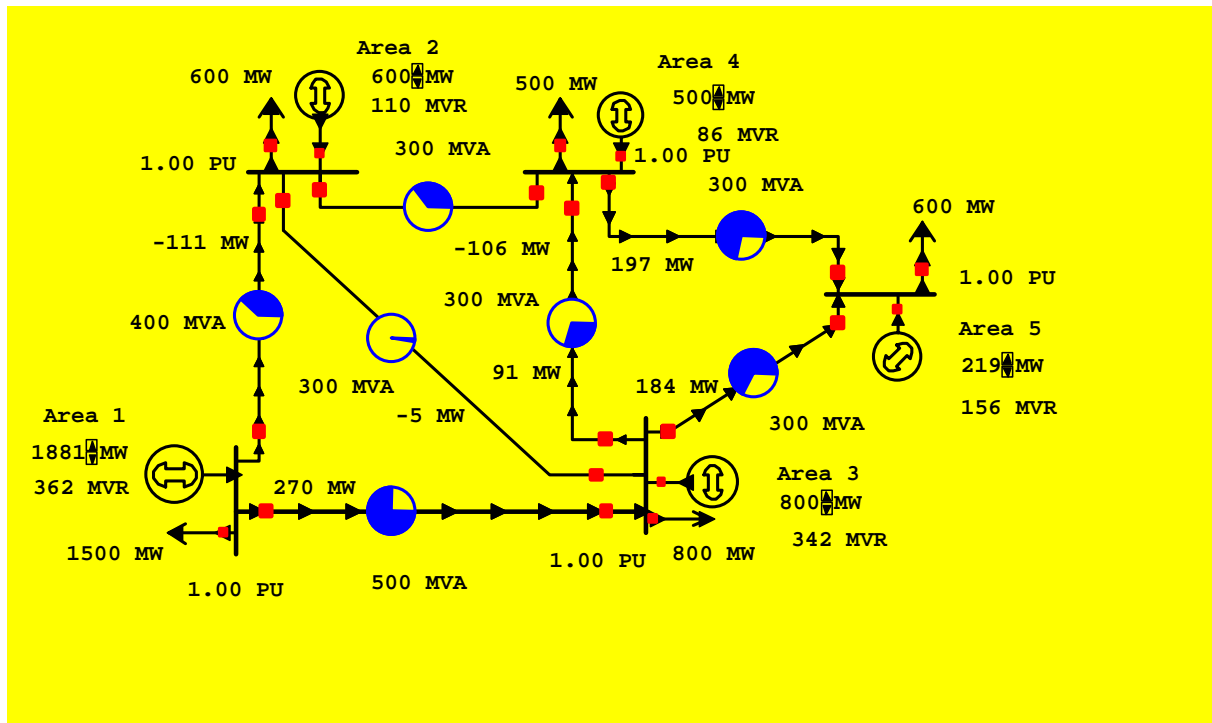 Area 2
600 MW
600 MW
110 MVR
Area 4
500 MW
500 MW
86 MVR
300 MVA
1.00 PU
1.00 PU
300 MVA
600 MW
-111 MW
-106 MW
197 MW
1.00 PU
400 MVA
300 MVA
Area 5
219 MW
156 MVR
300 MVA
91 MW
184 MW
-5 MW
300 MVA
Area 1
1881 MW
362 MVR
270 MW
Area 3
800 MW
342 MVR
1500 MW
1.00 PU
500 MVA
1.00 PU
800 MW